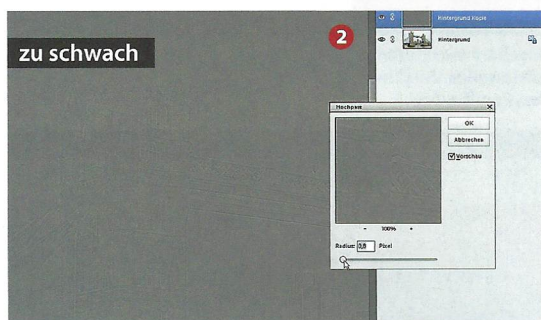 Hintergrund Kopie
2
Hintergrund
zu schwach
Hochpass
OK
Abbrechen
Vorschau
- 100% +
Radius: Pixel